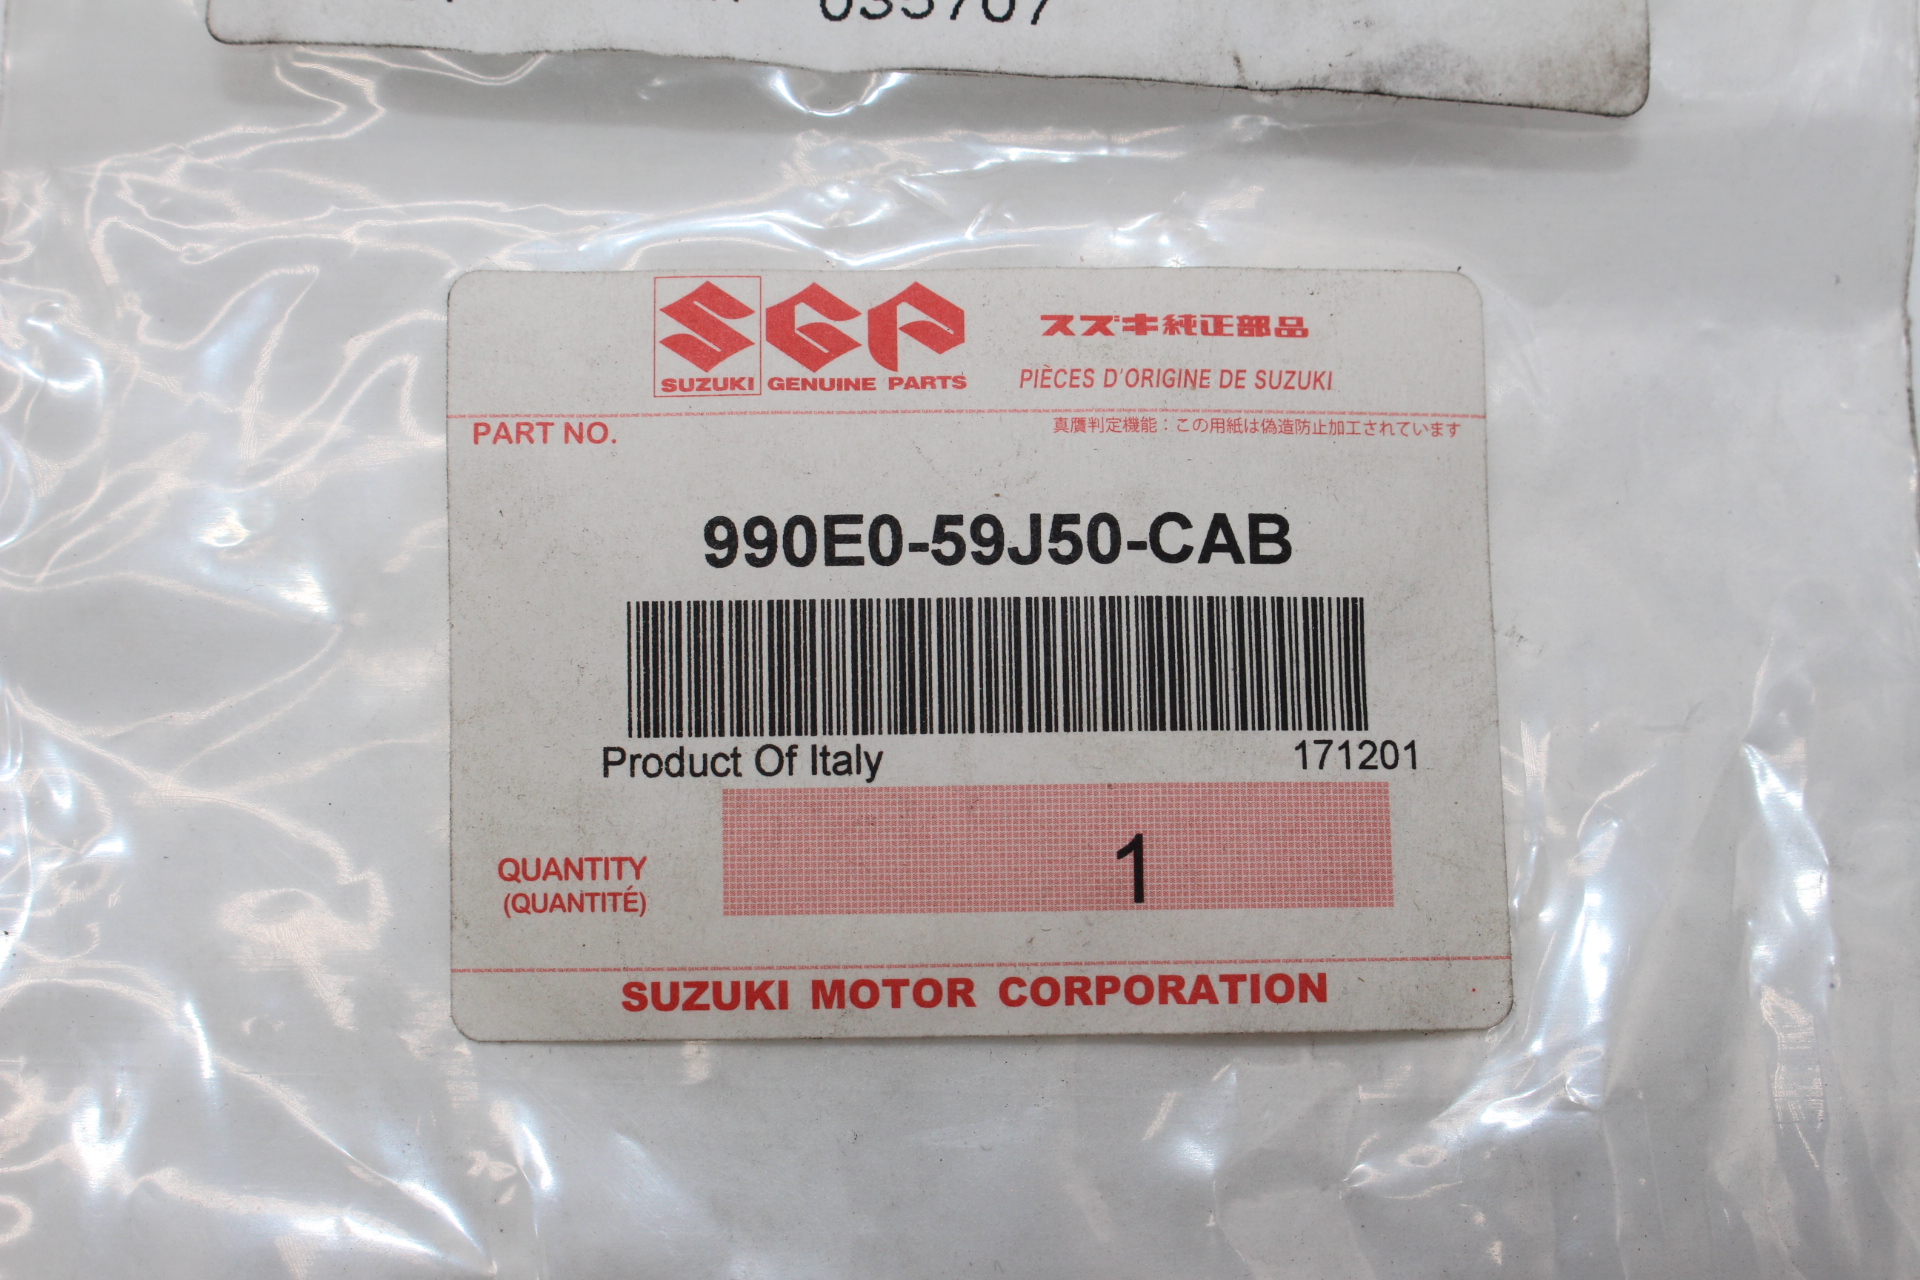 035707
SGP
スズキ純正部品
SUZUKI GENUINE PARTS
PIÈCES D'ORIGINE DE SUZUKI
PART NO.
真贋判定機能：この用紙は偽造防止加工されています
990E0-59J50-CAB
Product Of Italy 171201
QUANTITY 1
(QUANTITÉ)
SUZUKI MOTOR CORPORATION